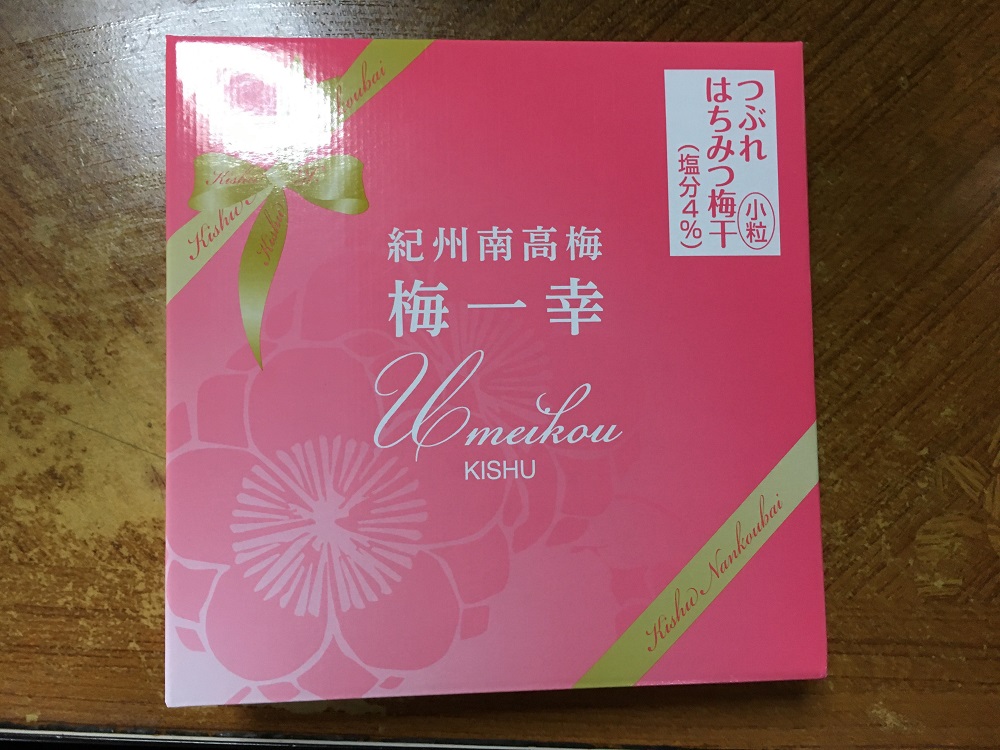 つぶれ
はちみつ梅干
小粒
(塩分4%)
紀州南高梅
梅一幸
Umeikou
KISHU
Kishu
Kishu Nankoubai